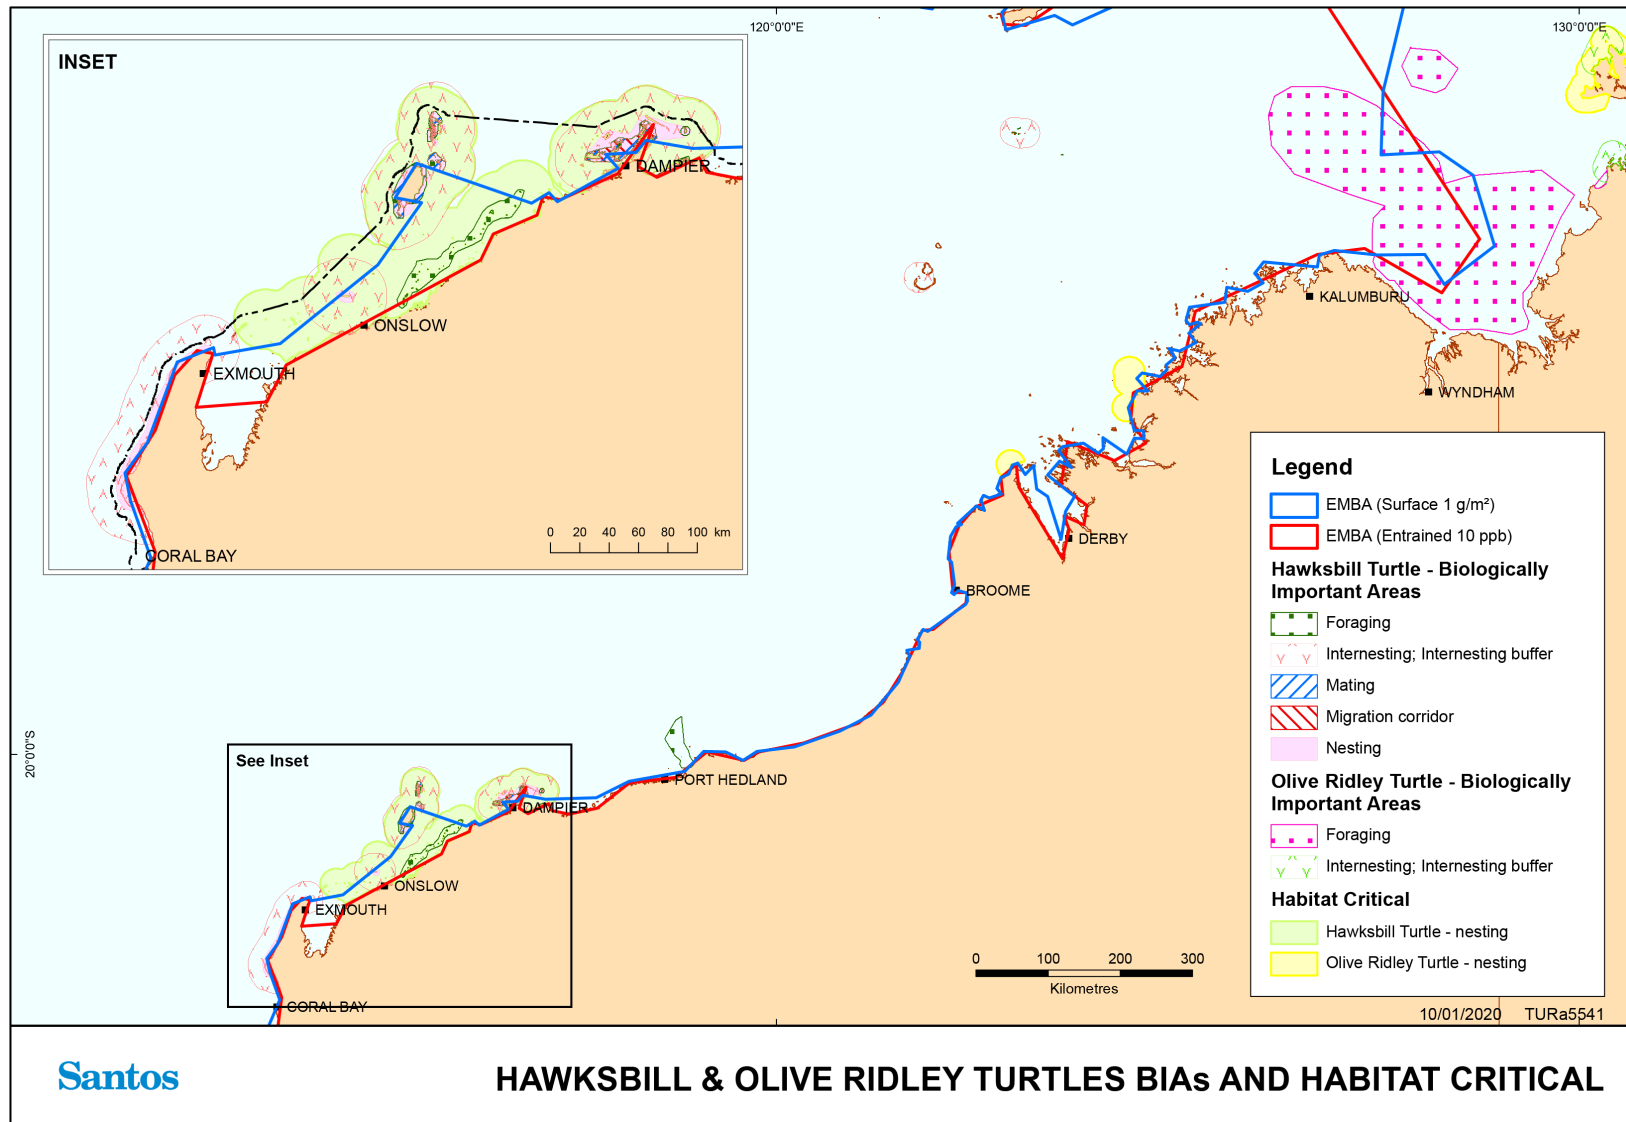 120°0'0"E
130°0'0"E
INSET
DAMPIER
ONSLOW
EXMOUTH
CORAL BAY
0 20 40 60 80 100 km
KALUMBURU
WYNDHAM
DERBY
BROOME
20°0'0"S
See Inset
PORT HEDLAND
DAMPIER
ONSLOW
EXMOUTH
CORAL BAY
0 100 200 300
Kilometres
Legend
EMBA (Surface 1 g/m²)
EMBA (Entrained 10 ppb)
Hawksbill Turtle - Biologically
Important Areas
Foraging
Internesting; Internesting buffer
Mating
Migration corridor
Nesting
Olive Ridley Turtle - Biologically
Important Areas
Foraging
Internesting; Internesting buffer
Habitat Critical
Hawksbill Turtle - nesting
Olive Ridley Turtle - nesting
10/01/2020 TURa5541
Santos
HAWKSBILL & OLIVE RIDLEY TURTLES BIAs AND HABITAT CRITICAL